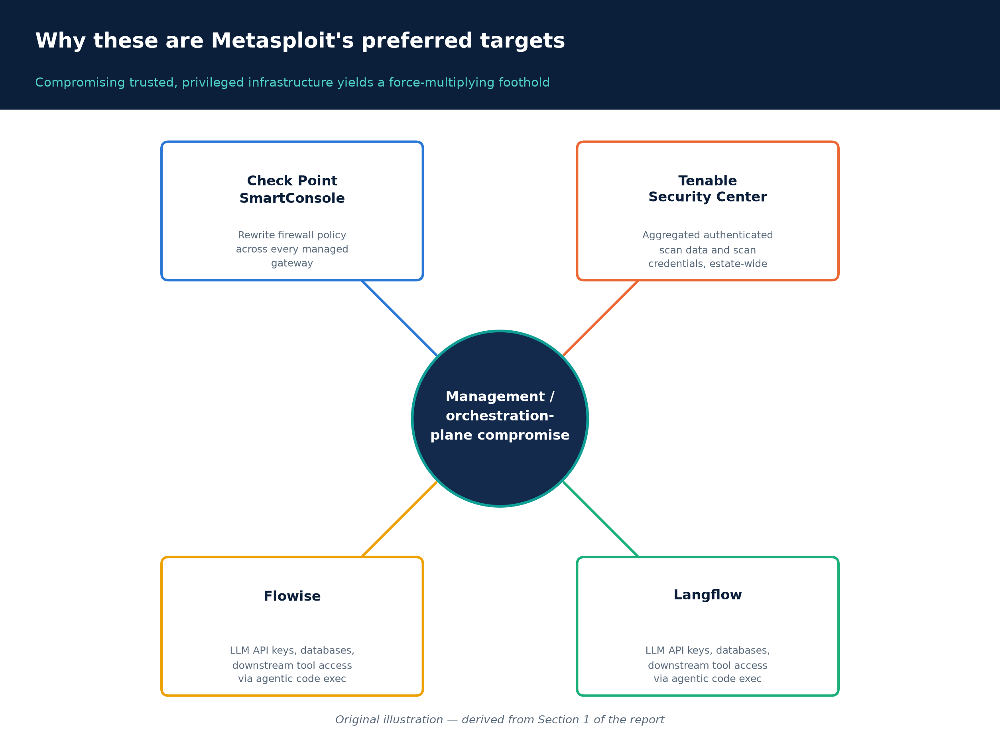 Why these are Metasploit's preferred targets
Compromising trusted, privileged infrastructure yields a force-multiplying foothold
Check Point
SmartConsole
Rewrite firewall policy
across every managed
gateway
Tenable
Security Center
Aggregated authenticated
scan data and scan
credentials, estate-wide
Management /
orchestration-
plane compromise
Flowise
LLM API keys, databases,
downstream tool access
via agentic code exec
Langflow
LLM API keys, databases,
downstream tool access
via agentic code exec
Original illustration — derived from Section 1 of the report